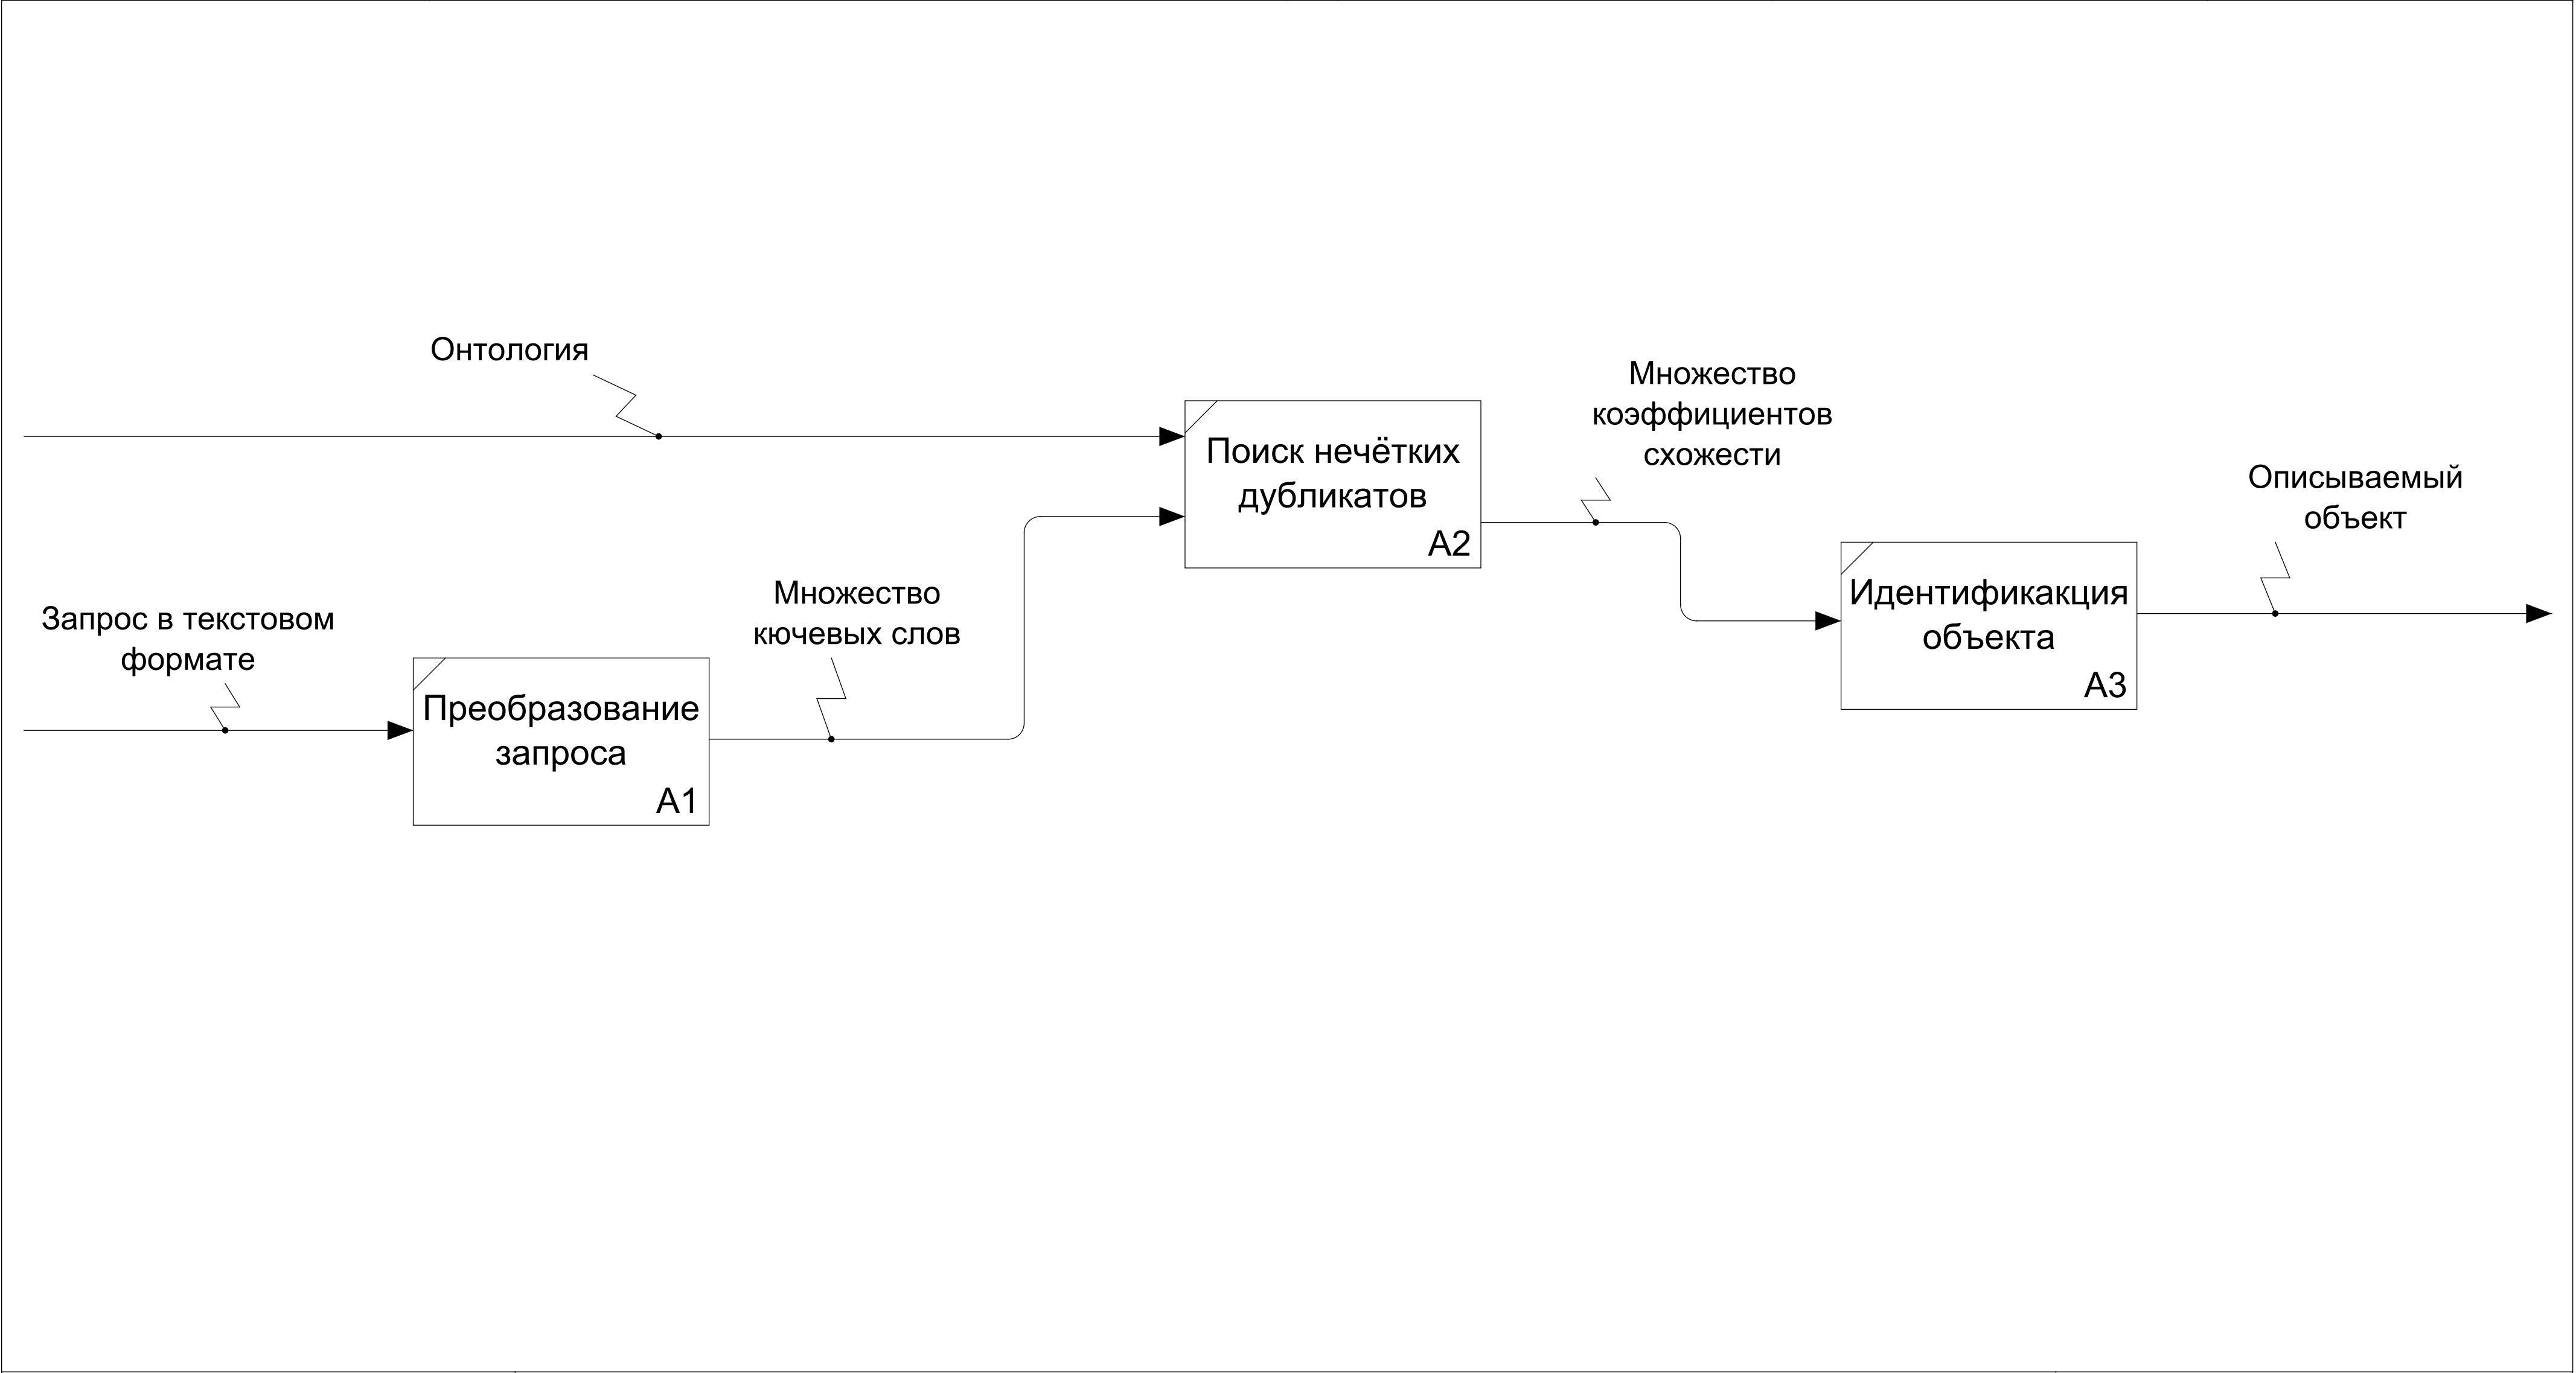 Онтология
Запрос в текстовом
формате
Преобразование
запроса
A1
Множество
кючевых слов
Поиск нечётких
дубликатов
A2
Множество
коэффициентов
схожести
Идентификакция
объекта
A3
Описываемый
объект